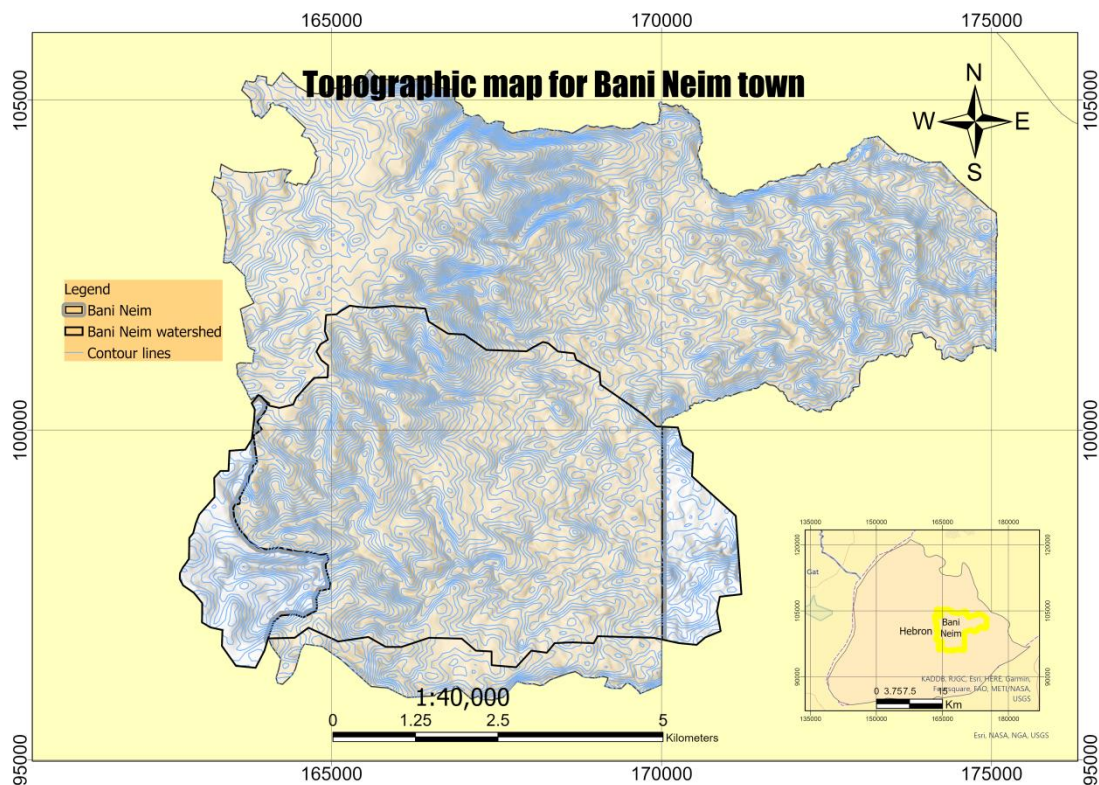 165000 170000 175000
Topographic map for Bani Neim town
105000 105000
N
W E
S
Legend
Bani Neim
Bani Neim watershed
Contour lines
100000 100000
135000 150000 165000 180000
120000 120000
Gat
105000 105000
Bani
Neim
Hebron
90000 90000
KADDB, RJGC, Esri, HERE, Garmin,
Foursquare, FAO, METI/NASA,
USGS
0 3.75 7.5 15
Km
135000 150000 165000 180000
Esri, NASA, NGA, USGS
1:40,000
0 1.25 2.5 5
Kilometers
95000 95000
165000 170000 175000